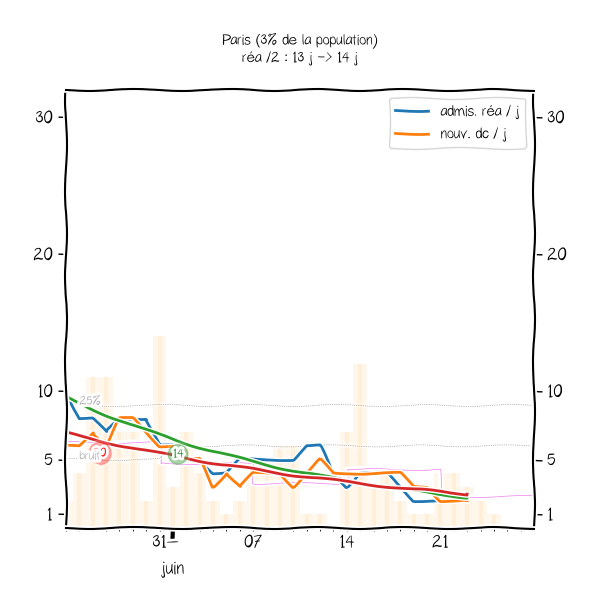 Paris (3% de la population)
réa /2 : 13 j -> 14 j
admis. réa / j
nouv. dc / j
30
30
20
20
10
10
25%
5
5
bruit
14
1
1
31
07
14
21
juin